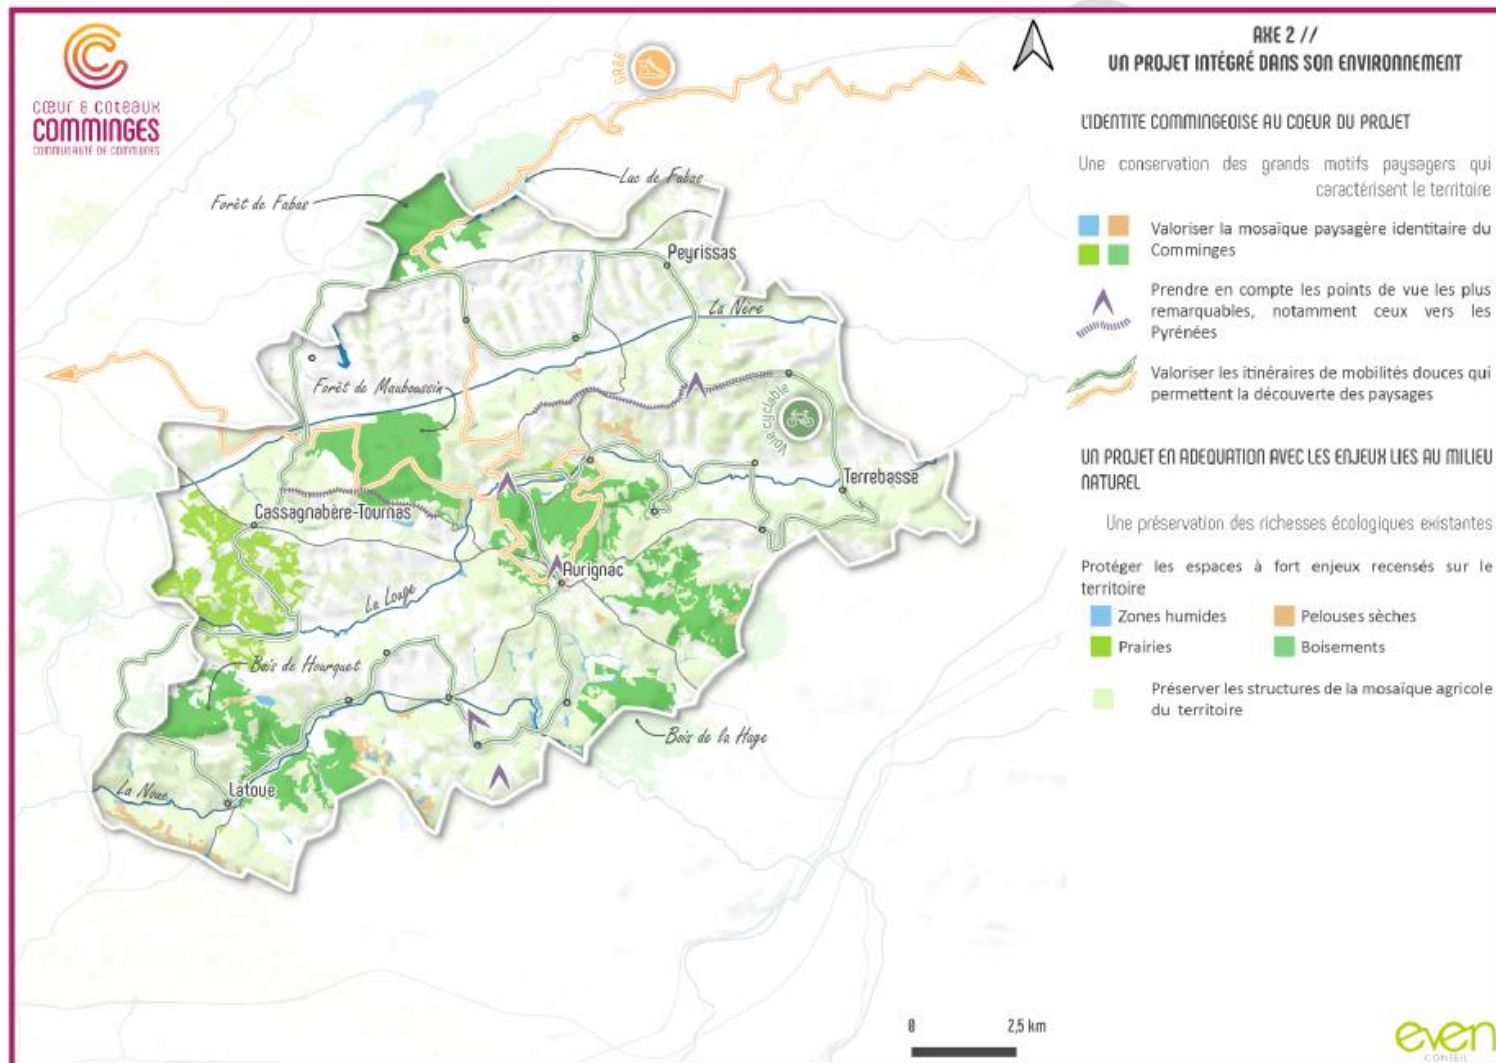 CŒUR & COTEAUX
COMMINGES
COMMUNAUTÉ DE COMMUNES
GR86
Forêt de Fabas
Lac de Fabas
Peyrissas
La Nère
Forêt de Mauboussin
Voie cyclable
Terrebasse
Cassagnabère-Tournas
Aurignac
La Louge
Bois de Hourquet
Bois de la Hage
La Noue
Latoue
0 2,5 km
AXE 2 //
UN PROJET INTÉGRÉ DANS SON ENVIRONNEMENT
L'IDENTITE COMMINGEOISE AU COEUR DU PROJET
Une conservation des grands motifs paysagers qui
caractérisent le territoire
Valoriser la mosaïque paysagère identitaire du
Comminges
Prendre en compte les points de vue les plus
remarquables, notamment ceux vers les
Pyrénées
Valoriser les itinéraires de mobilités douces qui
permettent la découverte des paysages
UN PROJET EN ADEQUATION AVEC LES ENJEUX LIES AU MILIEU
NATUREL
Une préservation des richesses écologiques existantes
Protéger les espaces à fort enjeux recensés sur le
territoire
Zones humides Pelouses sèches
Prairies Boisements
Préserver les structures de la mosaïque agricole
du territoire
even
CONSEIL